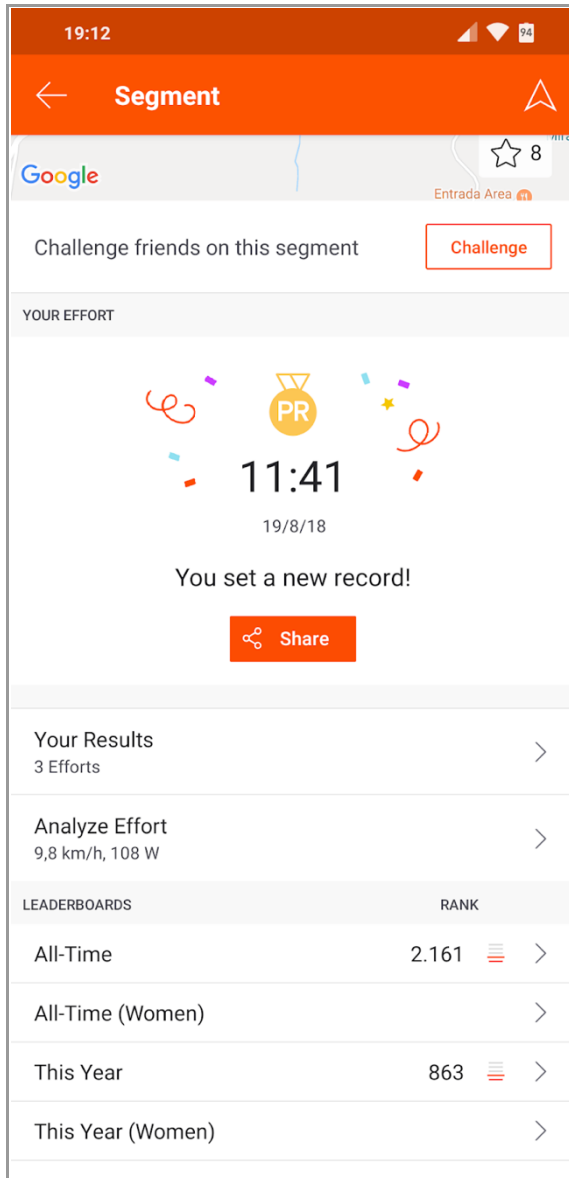 19:12
94
Segment
Google
8
Entrada Area
Challenge friends on this segment
Challenge
YOUR EFFORT
PR
11:41
19/8/18
You set a new record!
Share
Your Results
3 Efforts
Analyze Effort
9,8 km/h, 108 W
LEADERBOARDS RANK
All-Time 2.161
All-Time (Women)
This Year 863
This Year (Women)